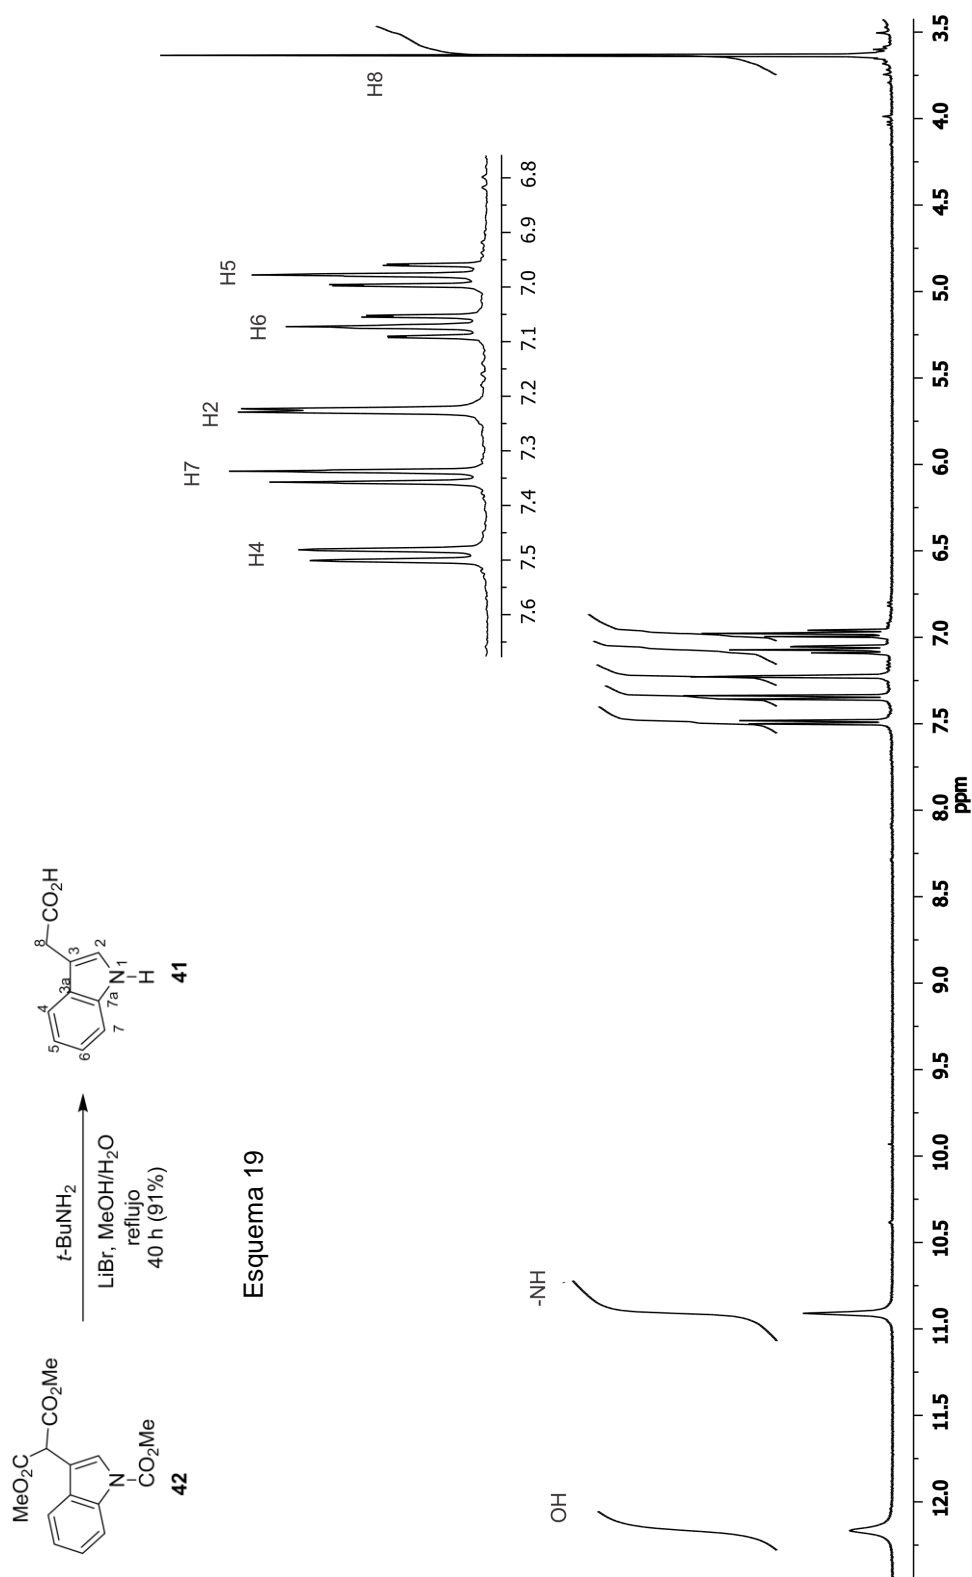 MeO2C
CO2Me
N
CO2Me
42
t-BuNH2
LiBr, MeOH/H2O
reflujo
40 h (91%)
8
CO2H
4
3a
3
5
2
6
7a
N
1
7
H
41
Esquema 19
H4
H7
H2
H6
H5
H8
7.6 7.5 7.4 7.3 7.2 7.1 7.0 6.9 6.8
OH
-NH
12.0 11.5 11.0 10.5 10.0 9.5 9.0 8.5 8.0 7.5 7.0 6.5 6.0 5.5 5.0 4.5 4.0 3.5
ppm